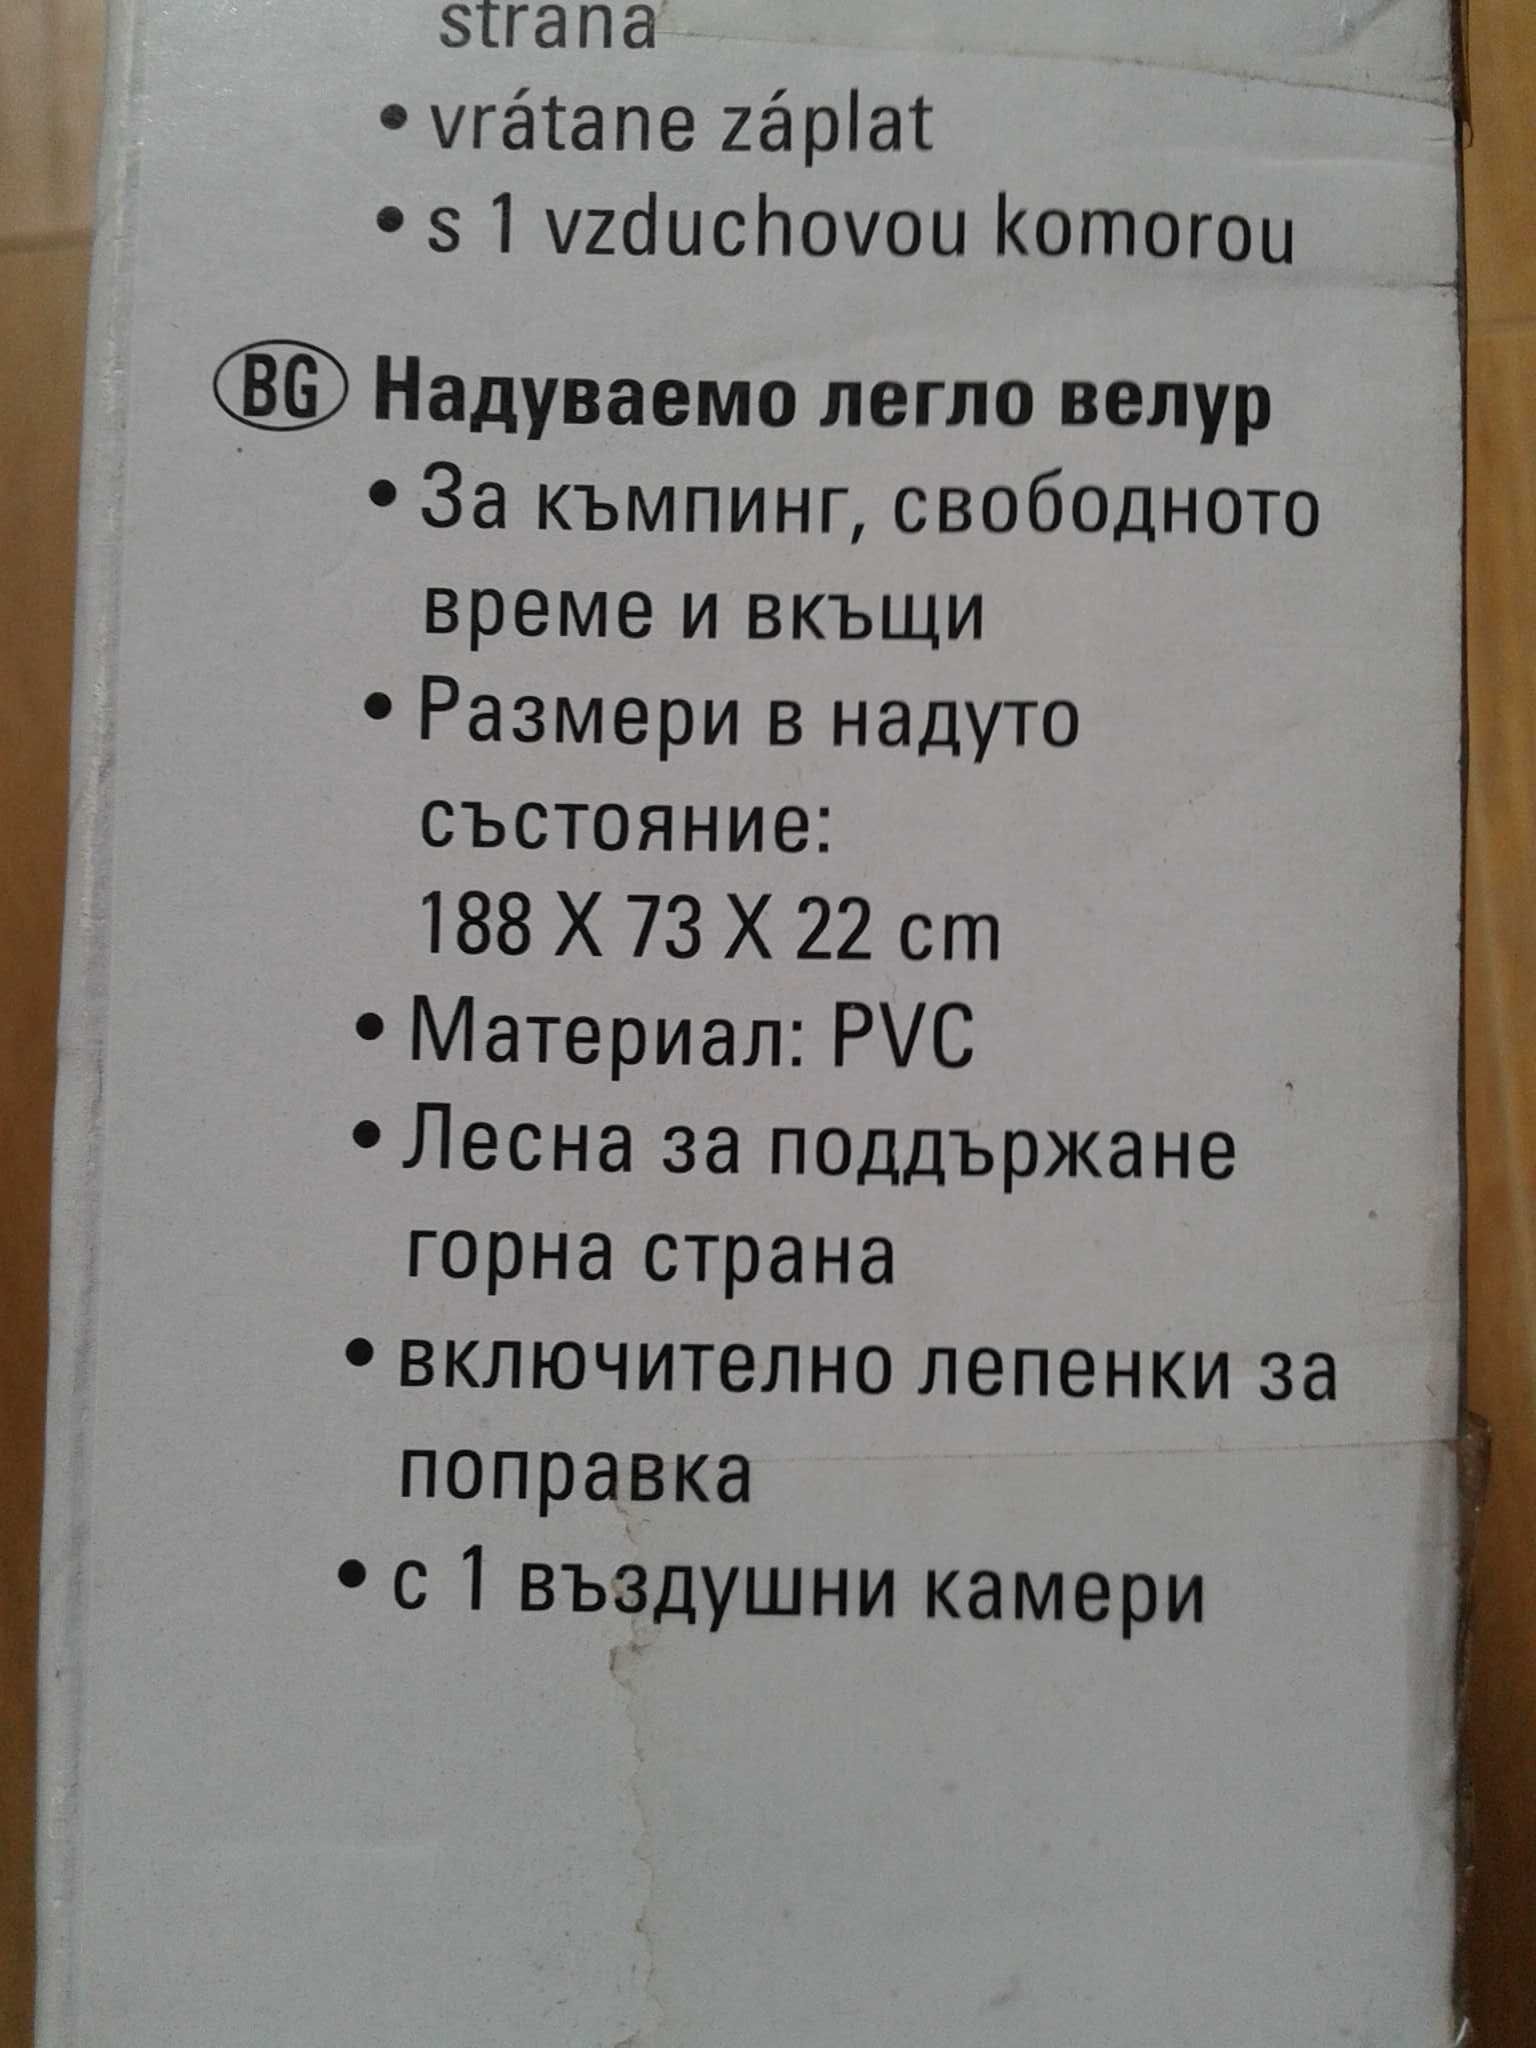 strana
• vrátane záplat
• s 1 vzduchovou komorou
BG Надуваемо легло велур
• За къмпинг, свободното
време и вкъщи
• Размери в надуто
състояние:
188 X 73 X 22 cm
• Материал: PVC
• Лесна за поддържане
горна страна
• включително лепенки за
поправка
• с 1 въздушни камери